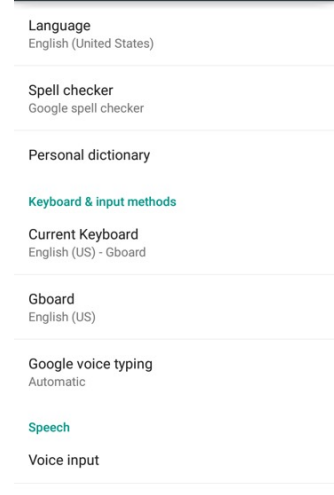 Language
English (United States)
Spell checker
Google spell checker
Personal dictionary
Keyboard & input methods
Current Keyboard
English (US) - Gboard
Gboard
English (US)
Google voice typing
Automatic
Speech
Voice input